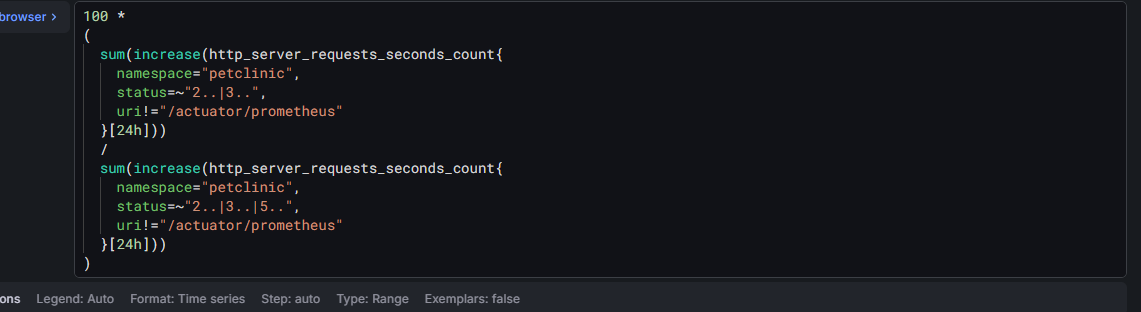 browser >
100 *
(
  sum(increase(http_server_requests_seconds_count{
    namespace="petclinic",
    status=~"2..|3..",
    uri!="/actuator/prometheus"
  }[24h]))
  /
  sum(increase(http_server_requests_seconds_count{
    namespace="petclinic",
    status=~"2..|3..|5..",
    uri!="/actuator/prometheus"
  }[24h]))
)
ons Legend: Auto Format: Time series Step: auto Type: Range Exemplars: false